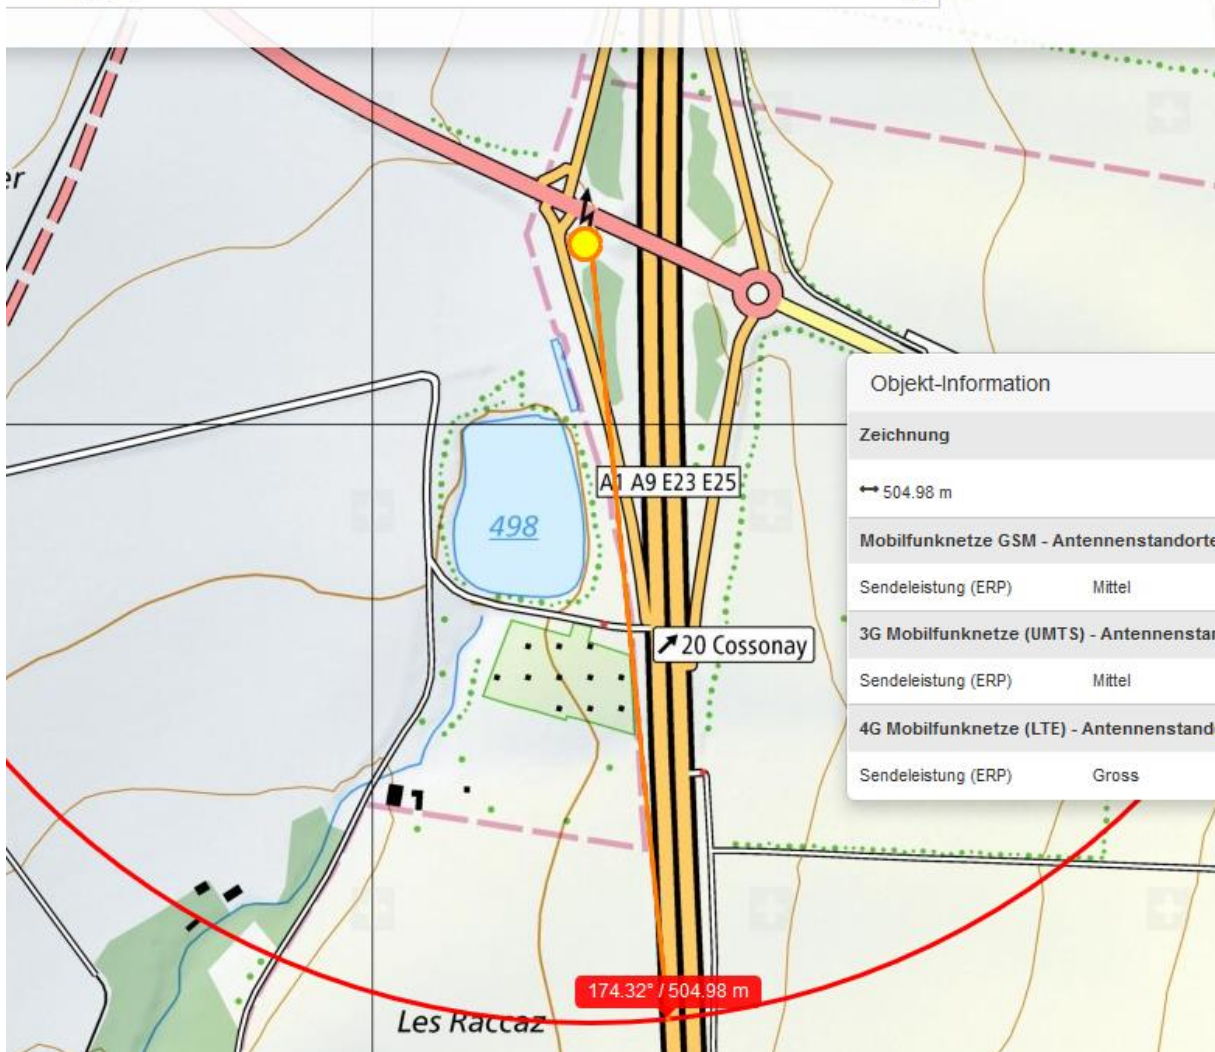 er
A1 A9 E23 E25
498
20 Cossonay
Objekt-Information
Zeichnung
504.98 m
Mobilfunknetze GSM - Antennenstandorte
Sendeleistung (ERP) Mittel
3G Mobilfunknetze (UMTS) - Antennenstan
Sendeleistung (ERP) Mittel
4G Mobilfunknetze (LTE) - Antennenstand
Sendeleistung (ERP) Gross
174.32° / 504.98 m
Les Raccaz